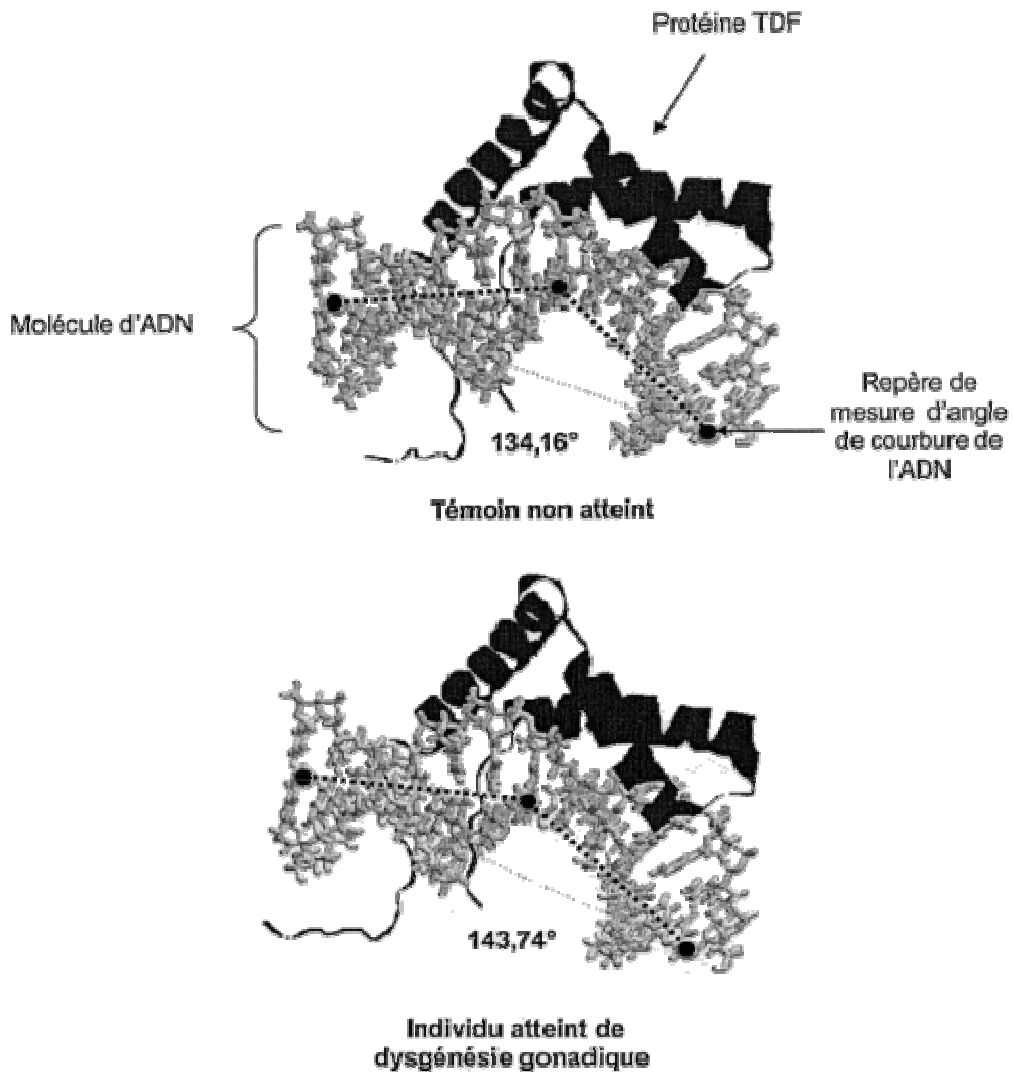 Protéine TDF
Molécule d'ADN
Repère de
mesure d'angle
de courbure de
l'ADN
134,16°
Témoin non atteint
143,74°
Individu atteint de
dysgénésie gonadique